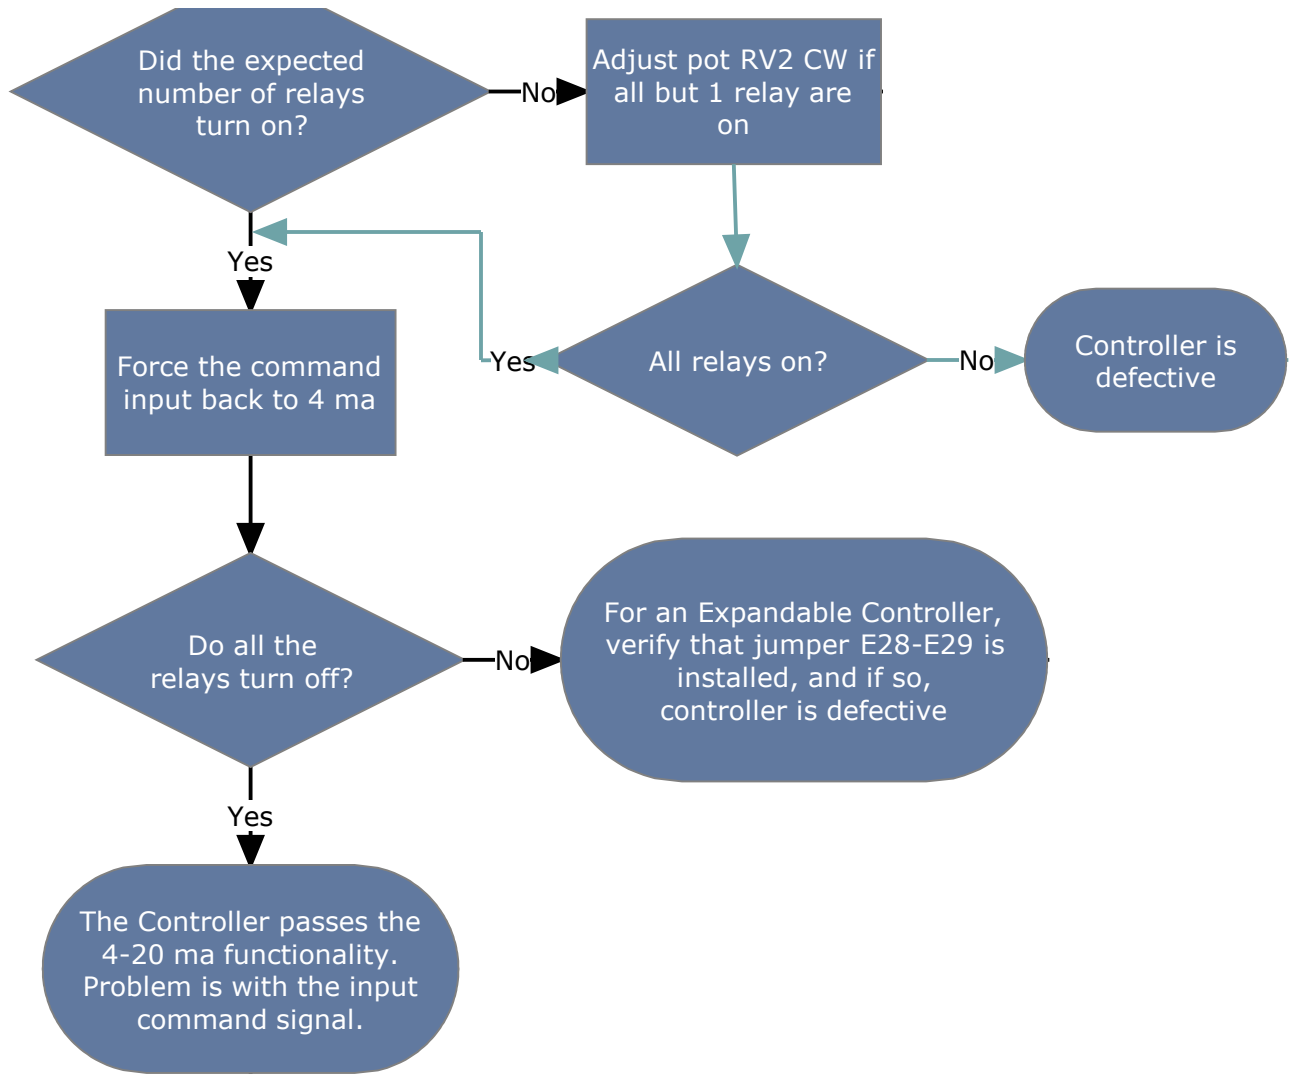 Did the expected
number of relays
turn on?
No
Adjust pot RV2 CW if
all but 1 relay are
on
Yes
Force the command
input back to 4 ma
Yes
All relays on?
No
Controller is
defective
Do all the
relays turn off?
No
For an Expandable Controller,
verify that jumper E28-E29 is
installed, and if so,
controller is defective
Yes
The Controller passes the
4-20 ma functionality.
Problem is with the input
command signal.